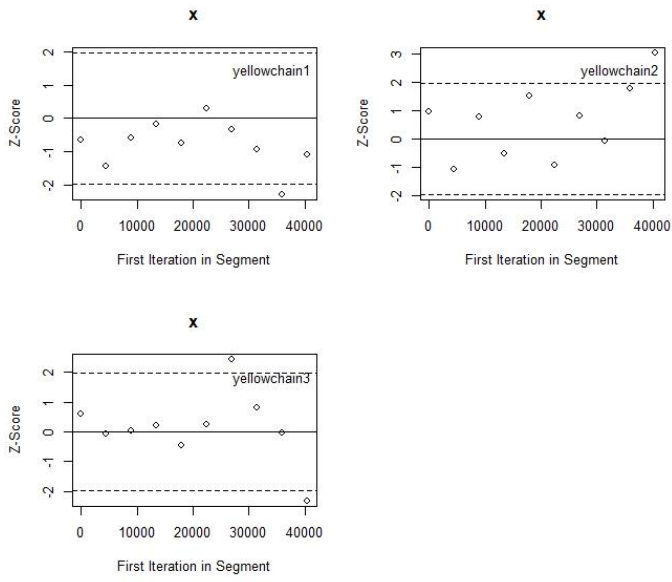 x
yellowchain1
Z-Score
2
1
0
-1
-2
0 10000 20000 30000 40000
First Iteration in Segment
x
yellowchain2
Z-Score
3
2
1
0
-1
-2
0 10000 20000 30000 40000
First Iteration in Segment
x
yellowchain3
Z-Score
2
1
0
-1
-2
0 10000 20000 30000 40000
First Iteration in Segment